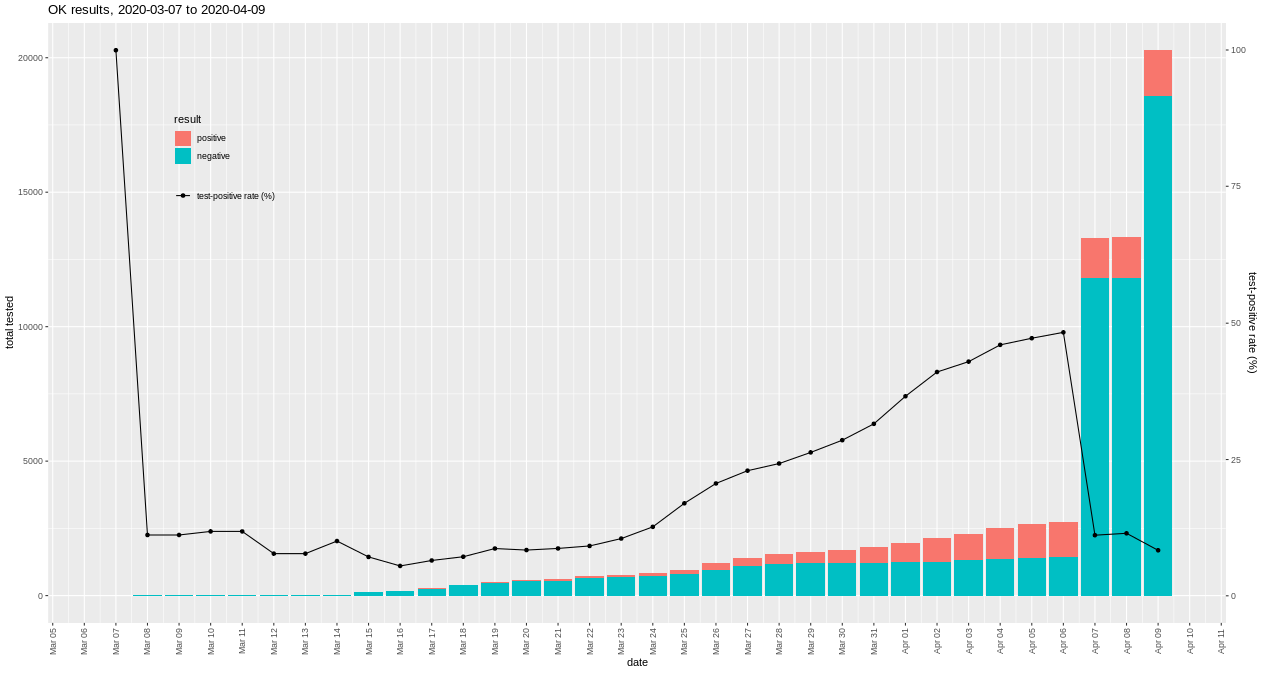 OK results, 2020-03-07 to 2020-04-09
20000
15000
10000
5000
0
total tested
result
positive
negative
test-positive rate (%)
100
75
50
25
0
test-positive rate (%)
Mar 05
Mar 06
Mar 07
Mar 08
Mar 09
Mar 10
Mar 11
Mar 12
Mar 13
Mar 14
Mar 15
Mar 16
Mar 17
Mar 18
Mar 19
Mar 20
Mar 21
Mar 22
Mar 23
Mar 24
Mar 25
Mar 26
Mar 27
Mar 28
Mar 29
Mar 30
Mar 31
Apr 01
Apr 02
Apr 03
Apr 04
Apr 05
Apr 06
Apr 07
Apr 08
Apr 09
Apr 10
Apr 11
date